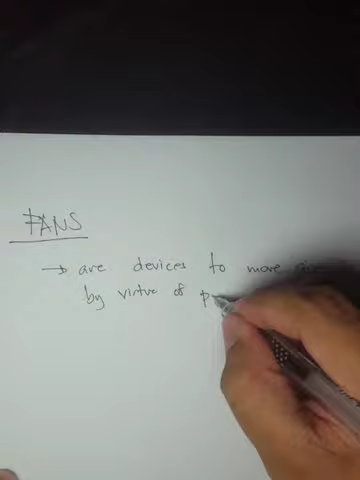 FANS
→ are devices to move
by virtue of p